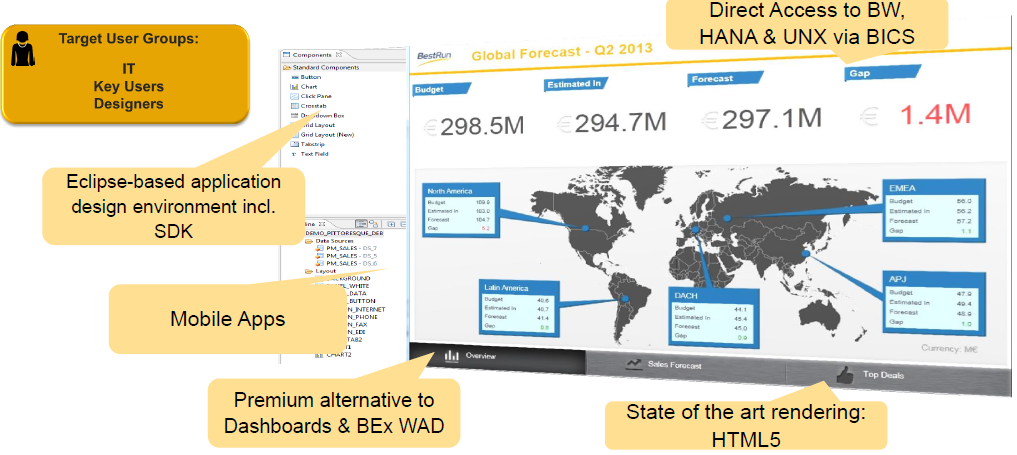 Target User Groups:
IT
Key Users
Designers
Components
Standard Components
Button
Chart
Click Pane
Crosstab
Dropdown Box
Grid Layout
Grid Layout (New)
Tabstrip
Text Field
Eclipse-based application
design environment incl.
SDK
DEMO_PITTORESQUE_DER
Data Sources
PM_SALES - DS_7
PM_SALES - DS_5
PM_SALES - DS_6
Layout
Mobile Apps
CHART2
Premium alternative to
Dashboards & BEx WAD
Direct Access to BW,
HANA & UNX via BICS
BestRun
Global Forecast - Q2 2013
Budget
Estimated In
Forecast
Gap
€298.5M
€294.7M
€297.1M
€ 1.4M
North America
Budget
Estimated In
Forecast
Gap
EMEA
Budget 56.0
Estimated In 56.2
Forecast 57.2
Gap 1.1
Latin America
Budget
Estimated In
Forecast 41.4
Gap
DACH
Budget 44.1
Estimated In 45.4
Forecast 45.0
Gap 0.9
APJ
Budget 47.9
Estimated In 49.4
Forecast 48.9
Gap 1.0
Currency: M€
Overview
Sales Forucast
Top Deals
State of the art rendering:
HTML5